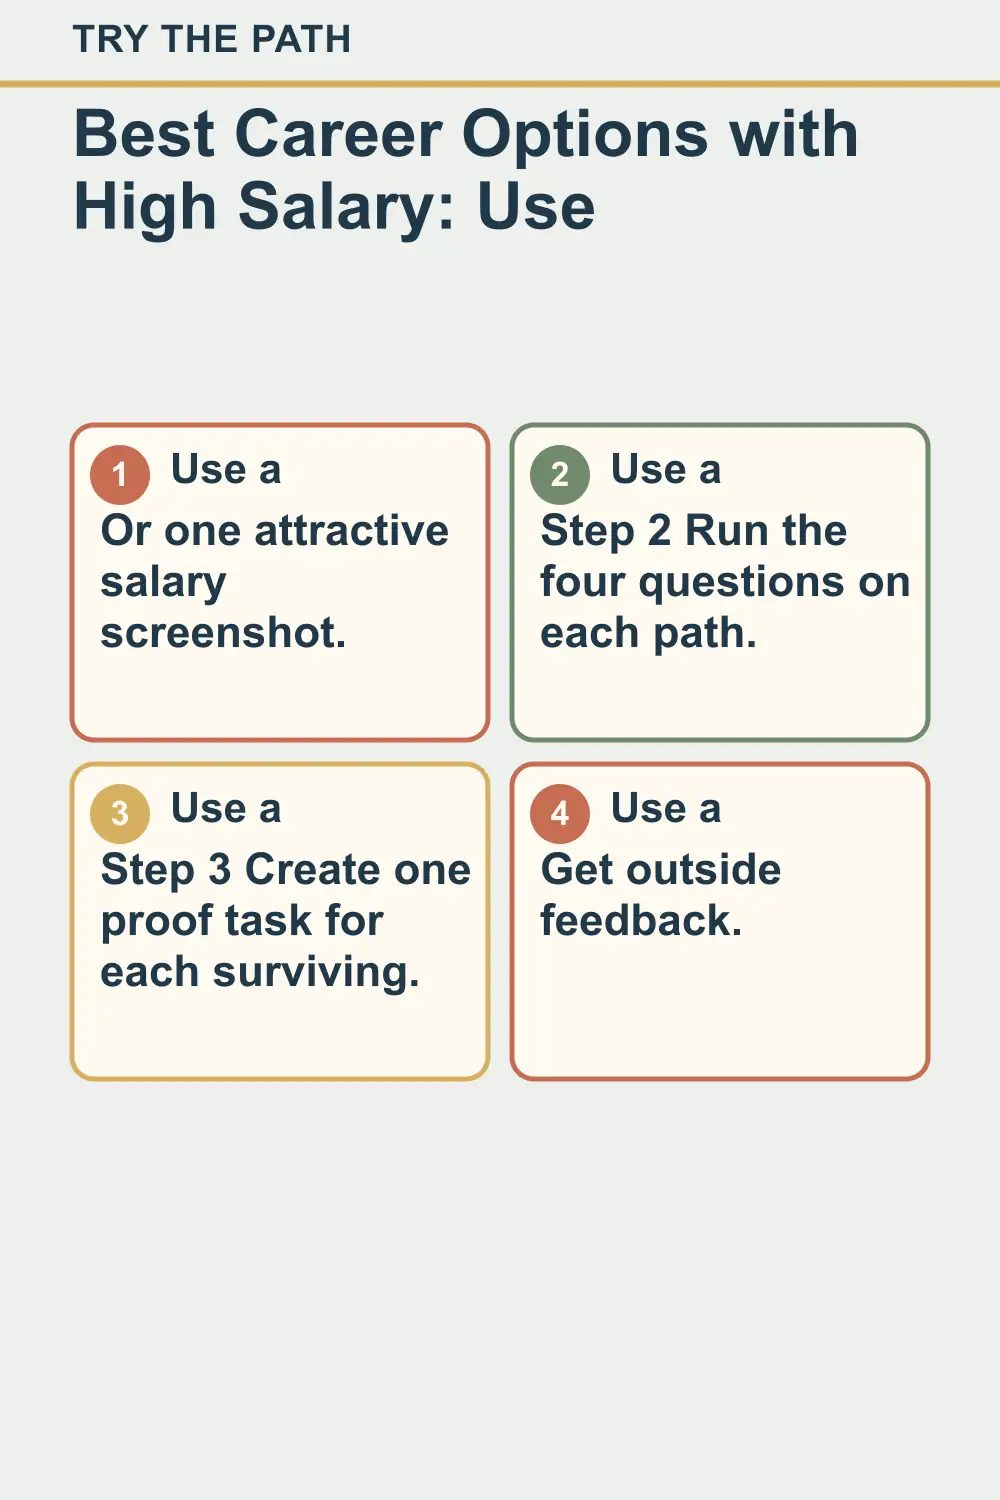 TRY THE PATH
Best Career Options with
High Salary: Use
1 Use a
Or one attractive
salary
screenshot.
2 Use a
Step 2 Run the
four questions on
each path.
3 Use a
Step 3 Create one
proof task for
each surviving.
4 Use a
Get outside
feedback.